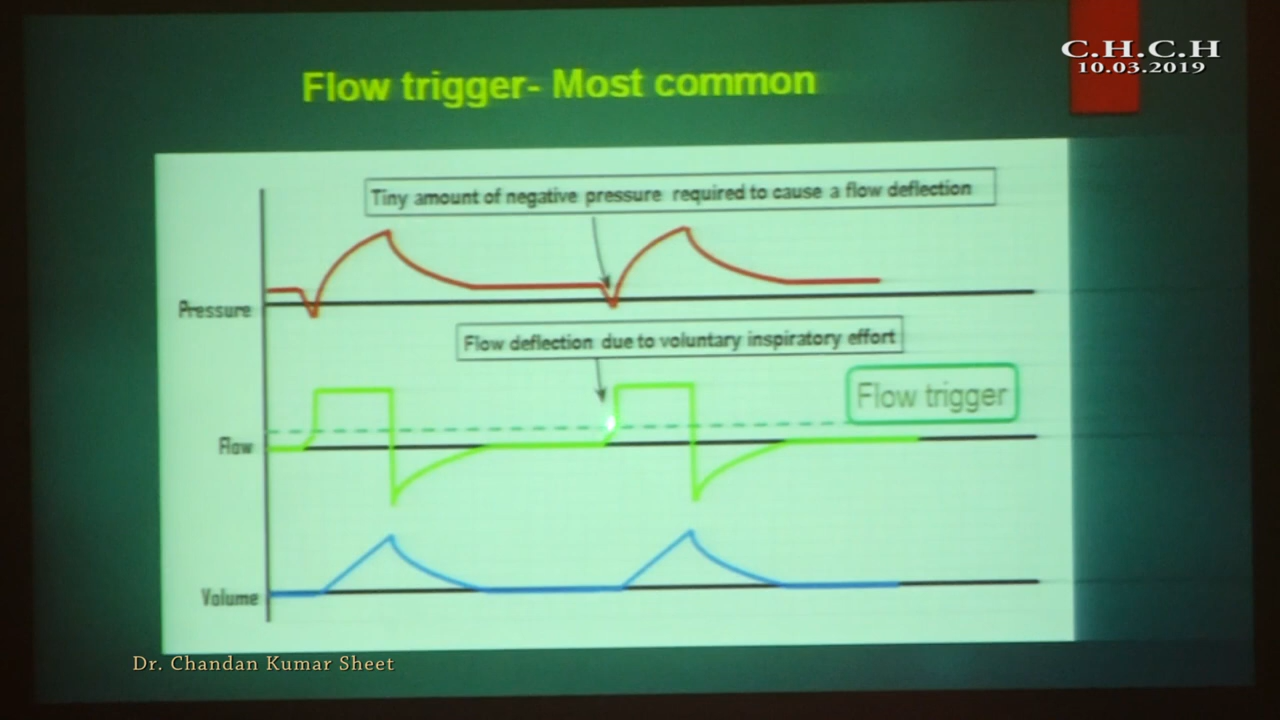 C.H.C.H
10.03.2019
Flow trigger- Most common
Tiny amount of negative pressure required to cause a flow deflection
Pressure
Flow deflection due to voluntary inspiratory effort
Flow trigger
Flow
Volume
Dr. Chandan Kumar Sheet